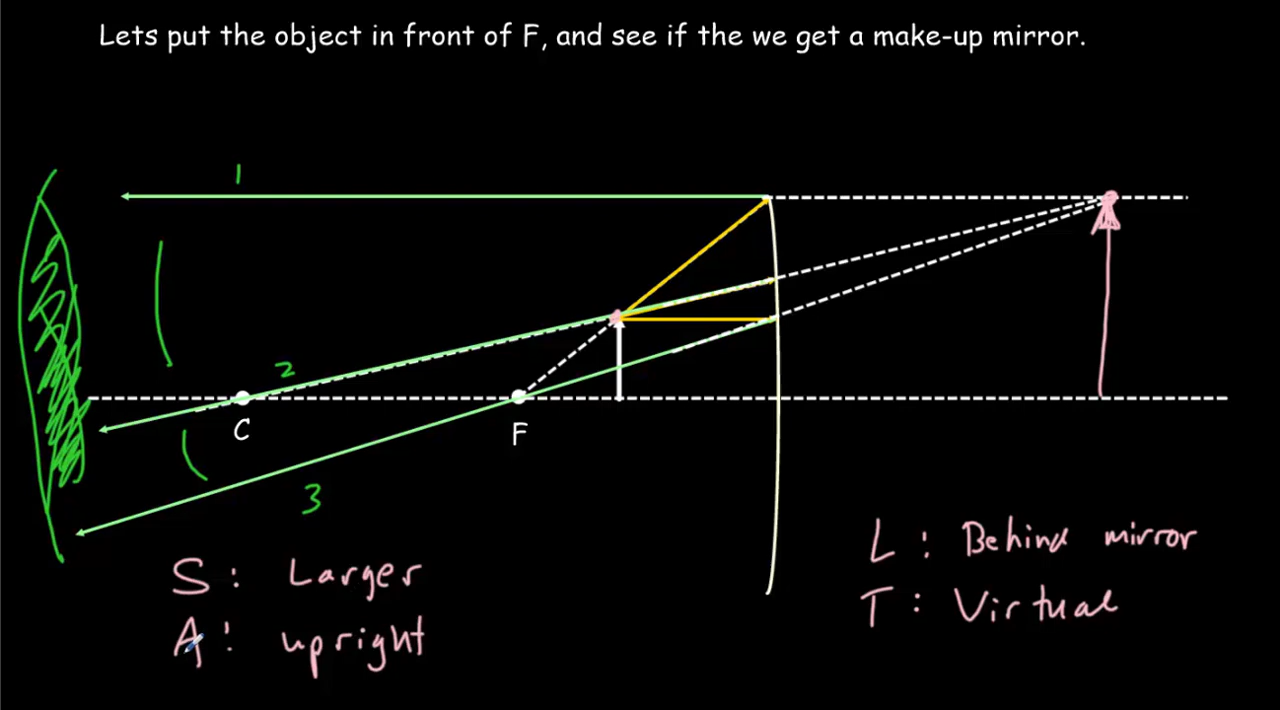 Lets put the object in front of F, and see if the we get a make-up mirror.
1
2
C
F
3
S: Larger
A: upright
L: Behind mirror
T: Virtual